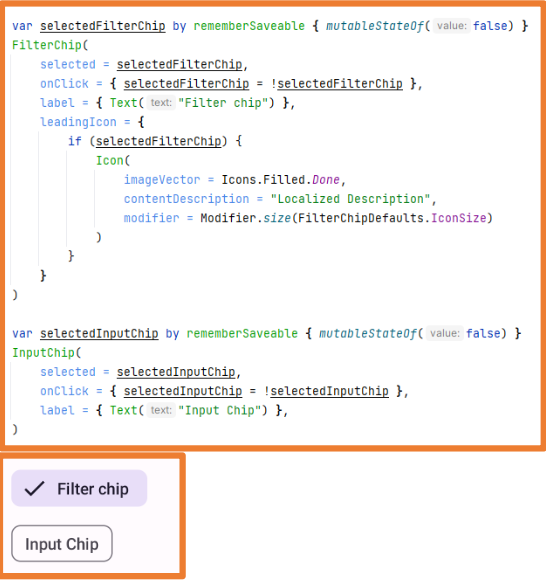 var selectedFilterChip by rememberSaveable { mutableStateOf( value: false) }
FilterChip(
    selected = selectedFilterChip,
    onClick = { selectedFilterChip = !selectedFilterChip },
    label = { Text( text: "Filter chip") },
    leadingIcon = {
        if (selectedFilterChip) {
            Icon(
                imageVector = Icons.Filled.Done,
                contentDescription = "Localized Description",
                modifier = Modifier.size(FilterChipDefaults.IconSize)
            )
        }
    }
)
var selectedInputChip by rememberSaveable { mutableStateOf( value: false) }
InputChip(
    selected = selectedInputChip,
    onClick = { selectedInputChip = !selectedInputChip },
    label = { Text( text: "Input Chip") },
)
Filter chip
Input Chip